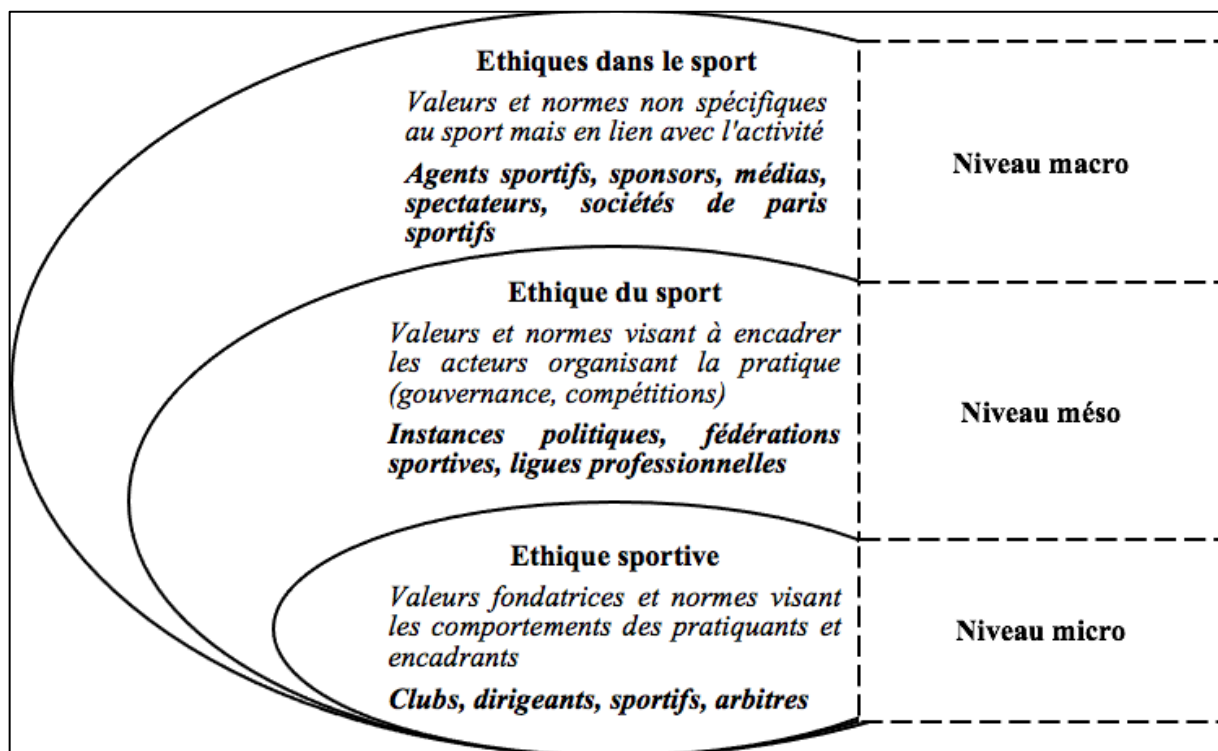 Ethiques dans le sport
Valeurs et normes non spécifiques
au sport mais en lien avec l'activité
Agents sportifs, sponsors, médias,
spectateurs, sociétés de paris
sportifs
Niveau macro
Ethique du sport
Valeurs et normes visant à encadrer
les acteurs organisant la pratique
(gouvernance, compétitions)
Instances politiques, fédérations
sportives, ligues professionnelles
Niveau méso
Ethique sportive
Valeurs fondatrices et normes visant
les comportements des pratiquants et
encadrants
Clubs, dirigeants, sportifs, arbitres
Niveau micro